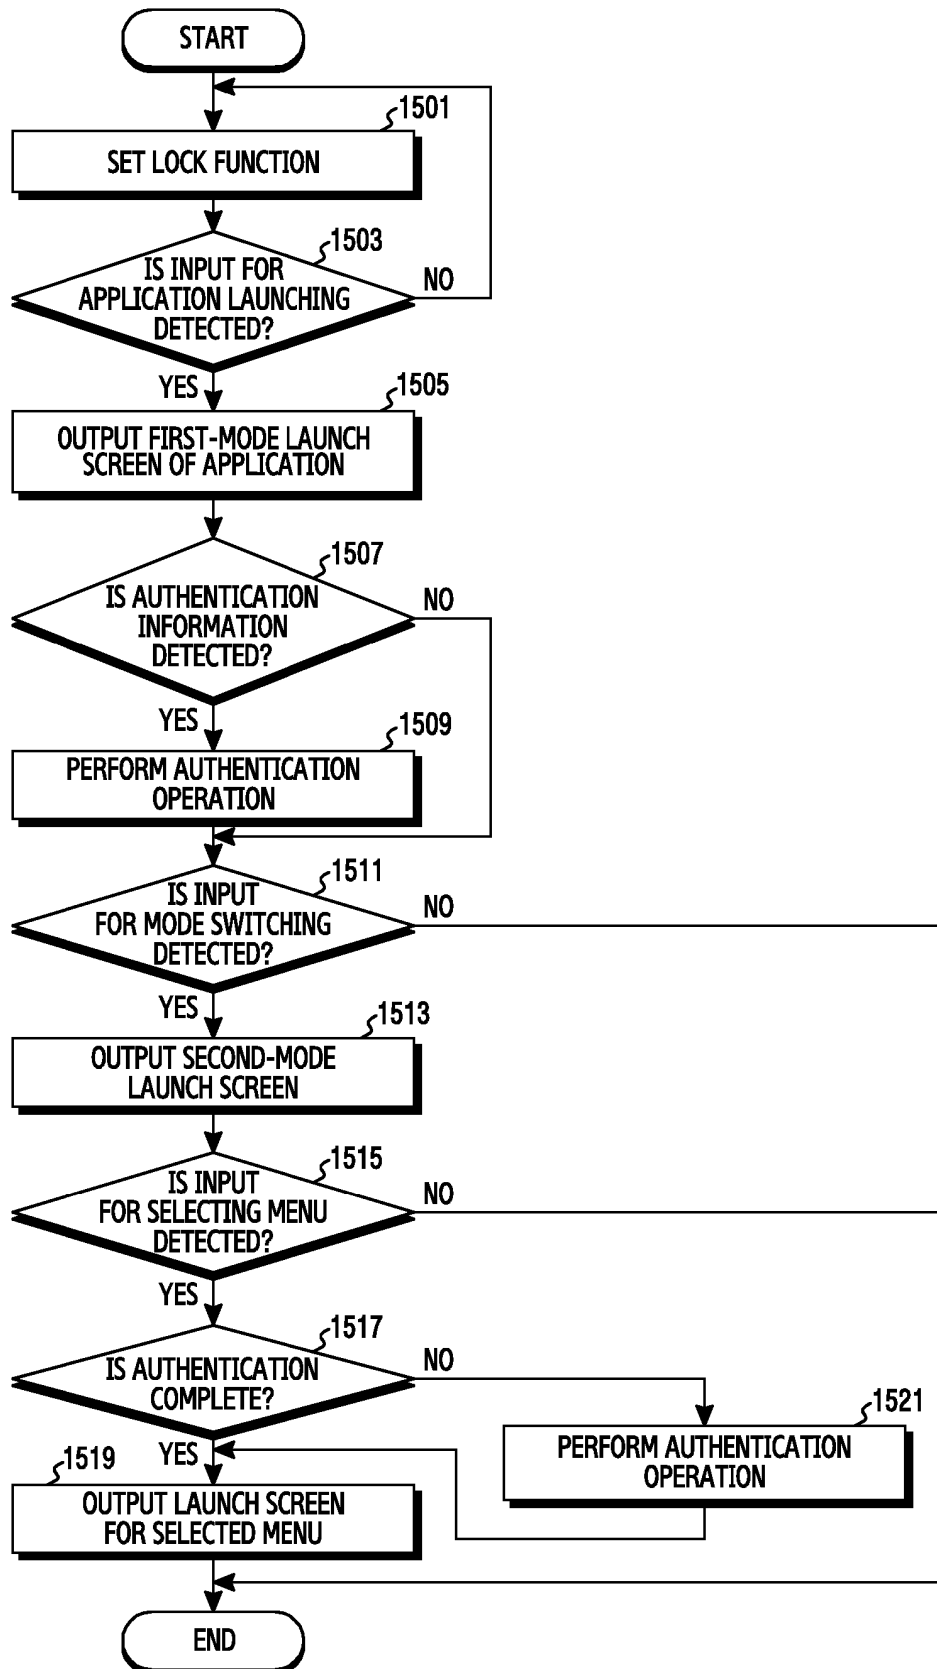 START
1501
SET LOCK FUNCTION
1503
IS INPUT FOR
APPLICATION LAUNCHING
DETECTED?
NO
YES
1505
OUTPUT FIRST-MODE LAUNCH
SCREEN OF APPLICATION
1507
IS AUTHENTICATION
INFORMATION
DETECTED?
NO
YES
1509
PERFORM AUTHENTICATION
OPERATION
1511
IS INPUT
FOR MODE SWITCHING
DETECTED?
NO
YES
1513
OUTPUT SECOND-MODE
LAUNCH SCREEN
1515
IS INPUT
FOR SELECTING MENU
DETECTED?
NO
YES
1517
IS AUTHENTICATION
COMPLETE?
NO
1521
PERFORM AUTHENTICATION
OPERATION
YES
1519
OUTPUT LAUNCH SCREEN
FOR SELECTED MENU
END